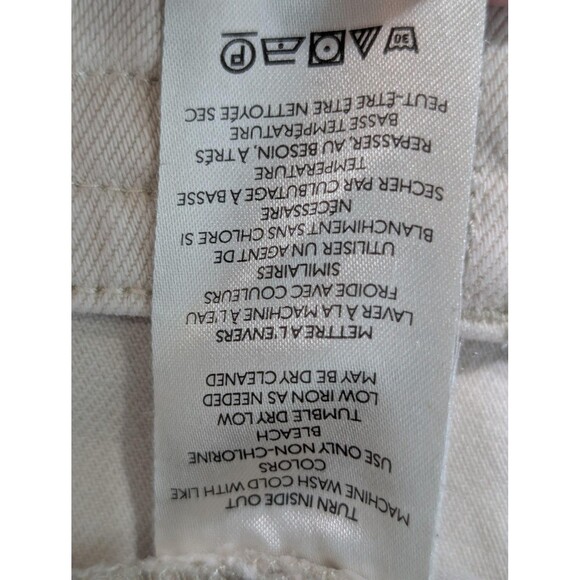 TURN INSIDE OUT
MACHINE WASH COLD WITH LIKE
COLORS
USE ONLY NON-CHLORINE
BLEACH
TUMBLE DRY LOW
LOW IRON AS NEEDED
MAY BE DRY CLEANED
METTRE À L'ENVERS
LAVER À LA MACHINE À L'EAU
FROIDE AVEC COULEURS
SIMILAIRES
UTILISER UN AGENT DE
BLANCHIMENT SANS CHLORE SI
NÉCESSAIRE
SECHER PAR CULBUTAGE À BASSE
TEMPÉRATURE
REPASSER, AU BESOIN, À TRÉS
BASSE TEMPÉRATURE
PEUT-ÊTRE ÊTRE NETTOYÉE SEC
30 P